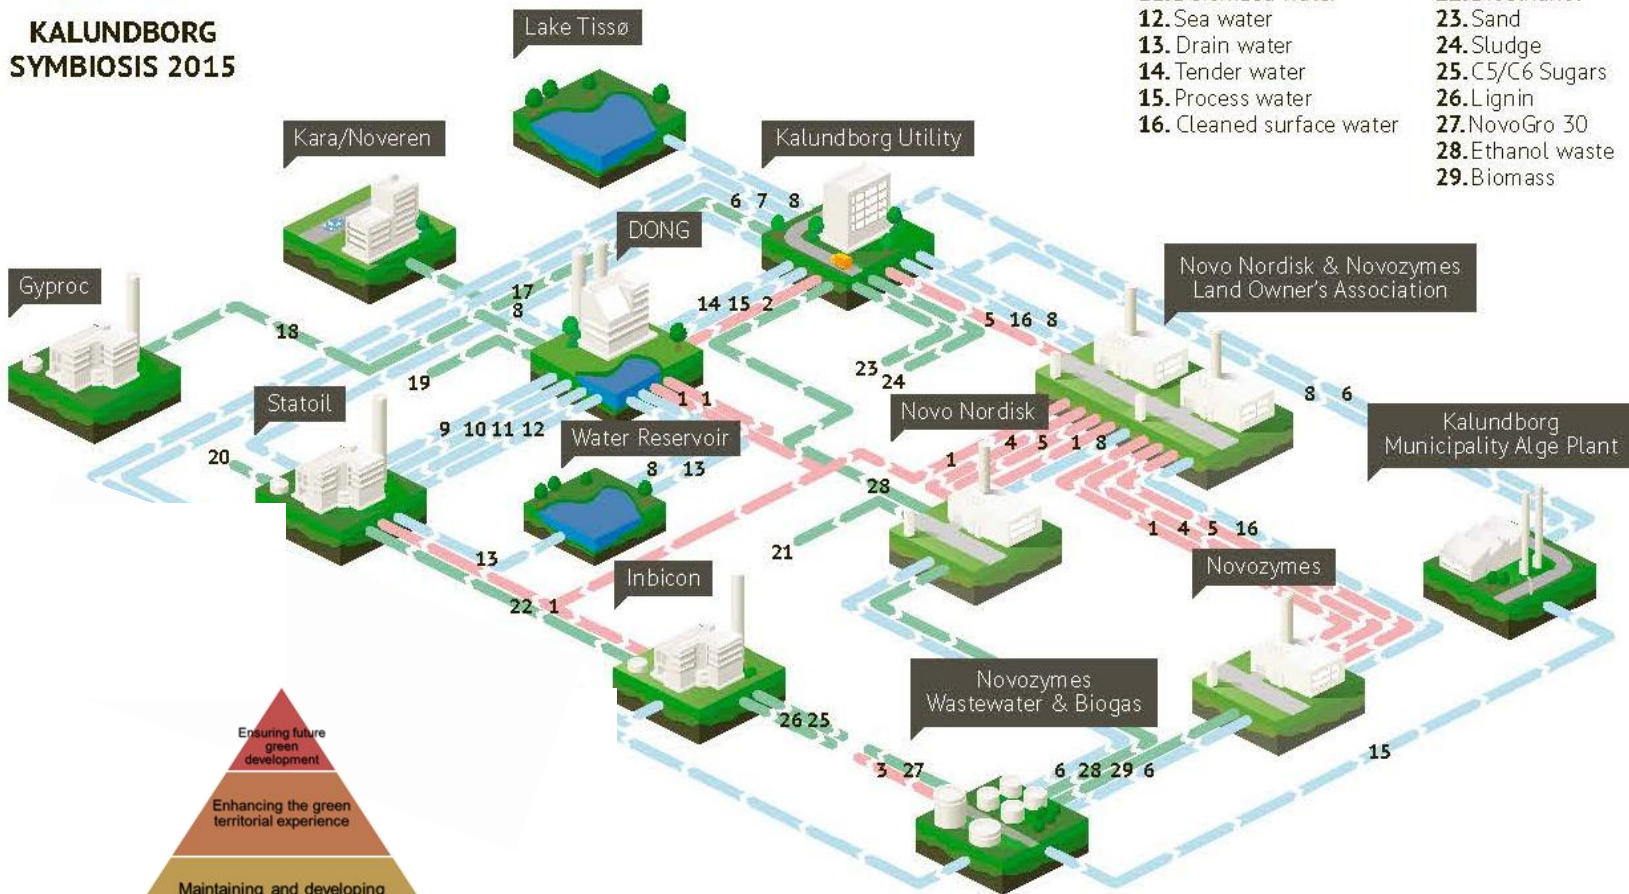 KALUNDBORG
SYMBIOSIS 2015
Lake Tissø
12. Sea water
13. Drain water
14. Tender water
15. Process water
16. Cleaned surface water
23. Sand
24. Sludge
25. C5/C6 Sugars
26. Lignin
27. NovoGro 30
28. Ethanol waste
29. Biomass
Kara/Noveren
Kalundborg Utility
6 7 8
DONG
Gyproc
Novo Nordisk & Novozymes
Land Owner's Association
17
8
14 15 2
18
5 16 8
23
24
19
8 6
Statoil
1 1
Novo Nordisk
Kalundborg
Municipality Alge Plant
9 10 11 12
Water Reservoir
4 5 1 8
1
20
8 13
28
21
1 4 5 16
13
Inbicon
Novozymes
22 1
Novozymes
Wastewater & Biogas
26 25
15
3 27
6 28 29 6
Ensuring future
green
development
Enhancing the green
territorial experience
Maintaining and developing